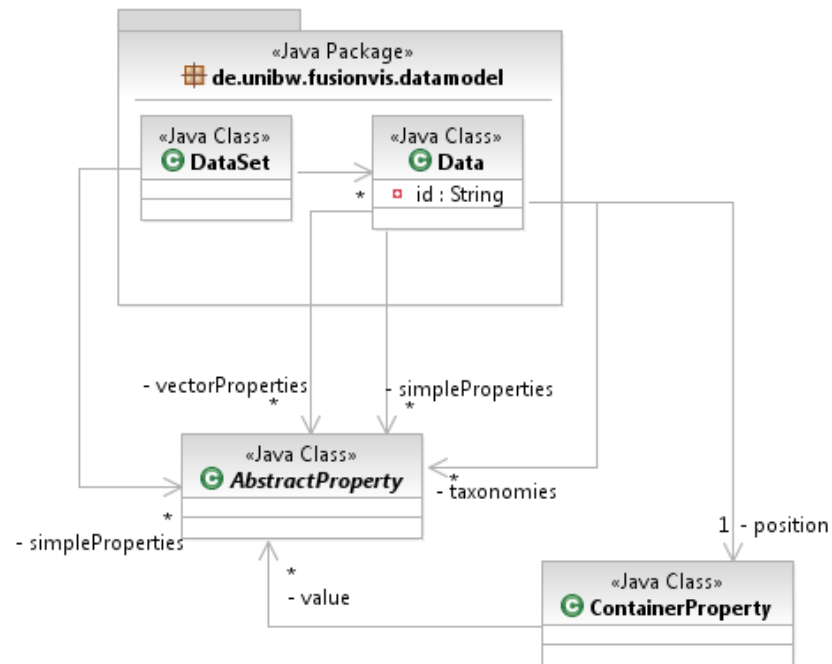 «Java Package»
de.unibw.fusionvis.datamodel
«Java Class»
DataSet
«Java Class»
Data
*
id : String
- vectorProperties
*
- simpleProperties
*
«Java Class»
AbstractProperty
*
- taxonomies
*
- simpleProperties
1 - position
*
- value
«Java Class»
ContainerProperty